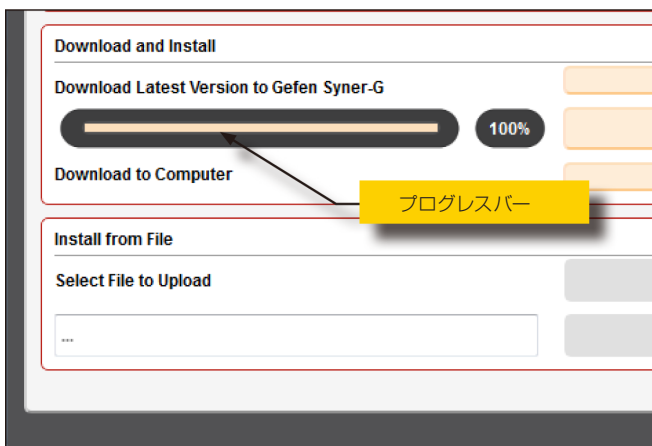 Download and Install
Download Latest Version to Gefen Syner-G
100%
Download to Computer
プログレスバー
Install from File
Select File to Upload
...